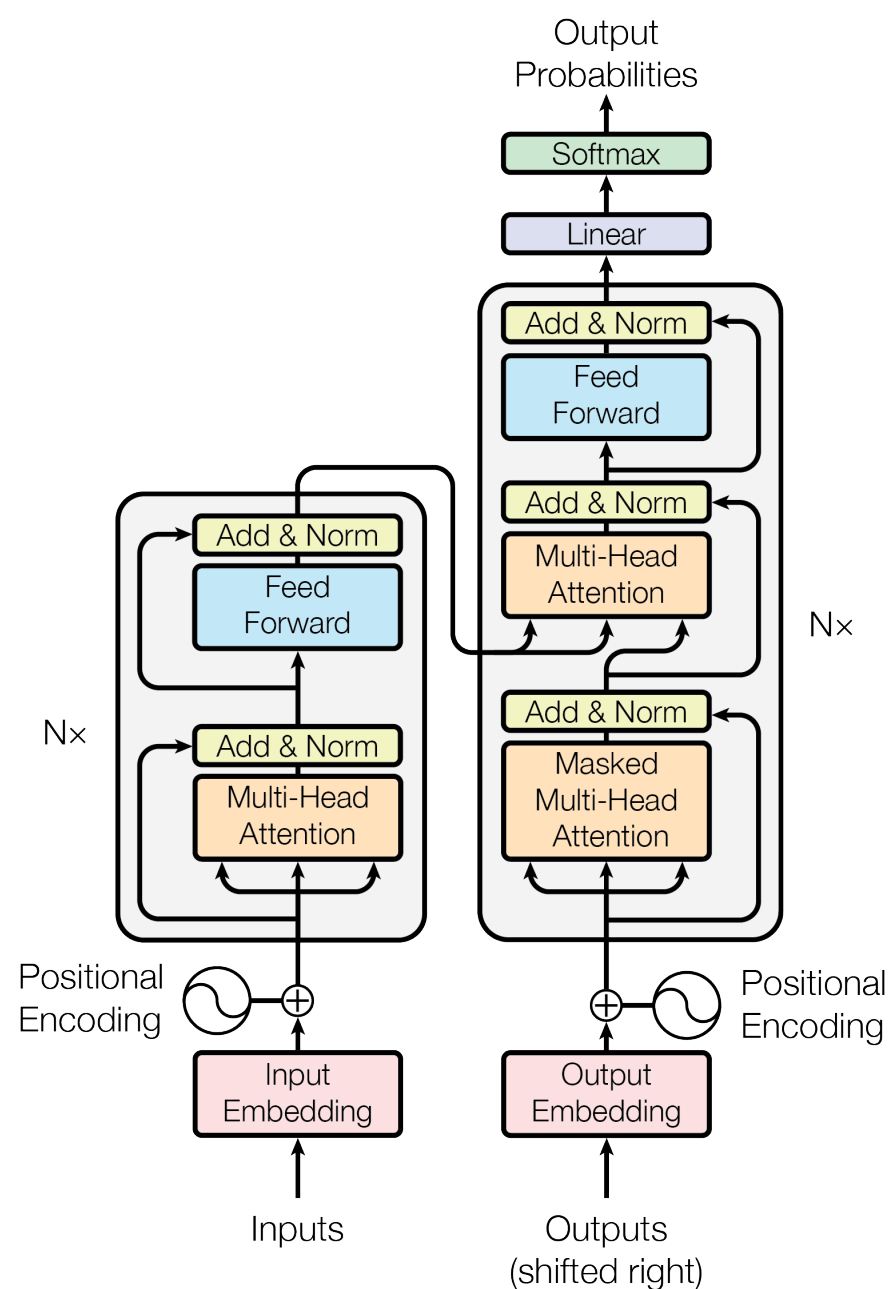 Output
Probabilities
Softmax
Linear
Add & Norm
Feed
Forward
Add & Norm
Multi-Head
Attention
N×
Add & Norm
Masked
Multi-Head
Attention
Add & Norm
Feed
Forward
N×
Add & Norm
Multi-Head
Attention
Positional
Encoding
Positional
Encoding
Input
Embedding
Output
Embedding
Inputs
Outputs
(shifted right)